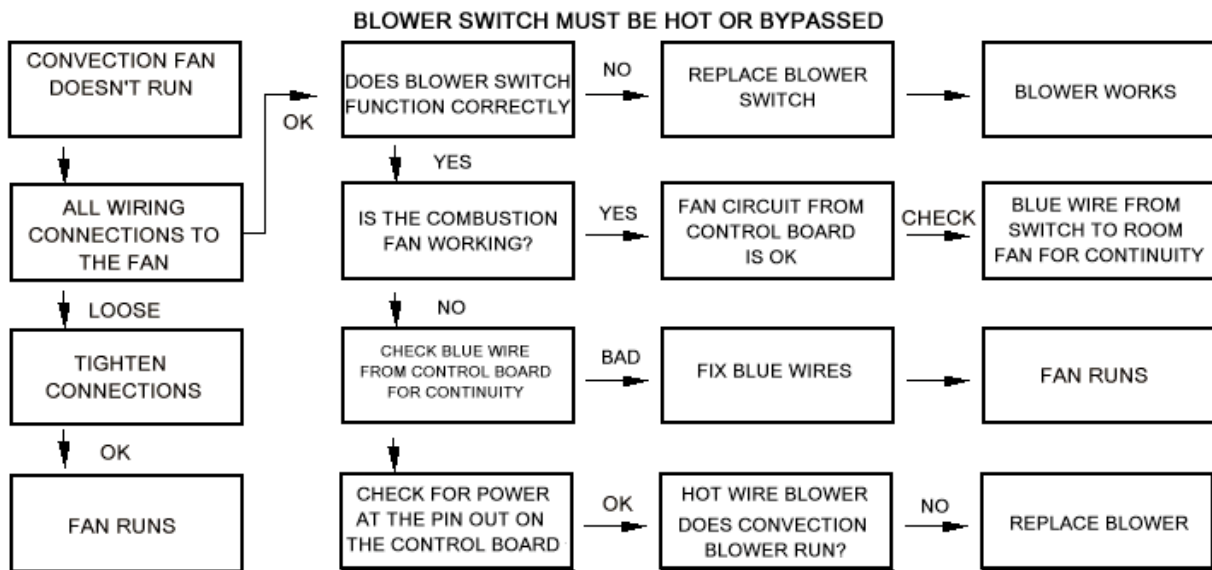 BLOWER SWITCH MUST BE HOT OR BYPASSED
CONVECTION FAN
DOESN'T RUN
ALL WIRING
CONNECTIONS TO
THE FAN
LOOSE
TIGHTEN
CONNECTIONS
OK
FAN RUNS
OK
DOES BLOWER SWITCH
FUNCTION CORRECTLY
NO
REPLACE BLOWER
SWITCH
BLOWER WORKS
YES
IS THE COMBUSTION
FAN WORKING?
YES
FAN CIRCUIT FROM
CONTROL BOARD
IS OK
CHECK
BLUE WIRE FROM
SWITCH TO ROOM
FAN FOR CONTINUITY
NO
CHECK BLUE WIRE
FROM CONTROL BOARD
FOR CONTINUITY
BAD
FIX BLUE WIRES
FAN RUNS
CHECK FOR POWER
AT THE PIN OUT ON
THE CONTROL BOARD
OK
HOT WIRE BLOWER
DOES CONVECTION
BLOWER RUN?
NO
REPLACE BLOWER